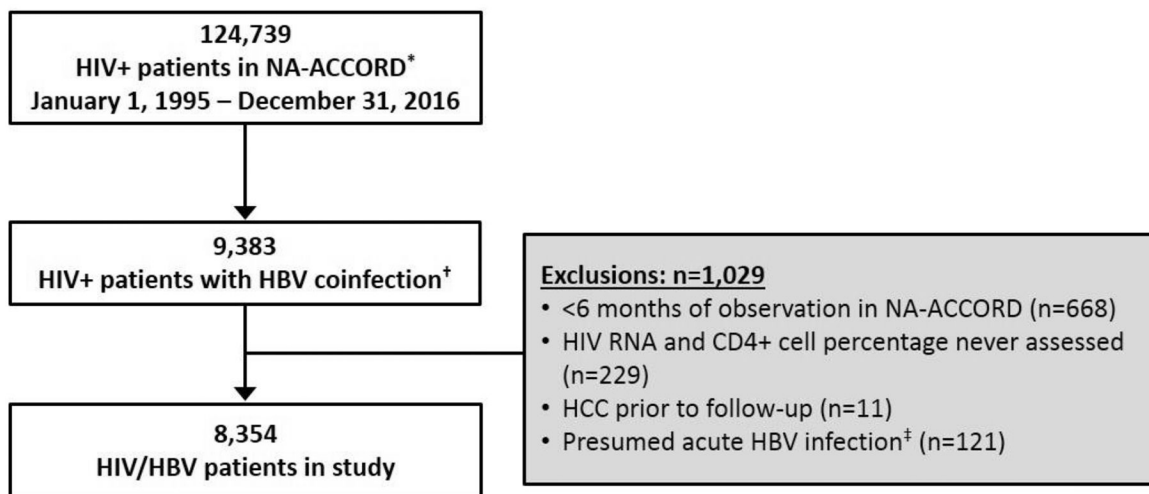 124,739
HIV+ patients in NA-ACCORD*
January 1, 1995 – December 31, 2016
9,383
HIV+ patients with HBV coinfection†
Exclusions: n=1,029
• <6 months of observation in NA-ACCORD (n=668)
• HIV RNA and CD4+ cell percentage never assessed
(n=229)
• HCC prior to follow-up (n=11)
• Presumed acute HBV infection‡ (n=121)
8,354
HIV/HBV patients in study